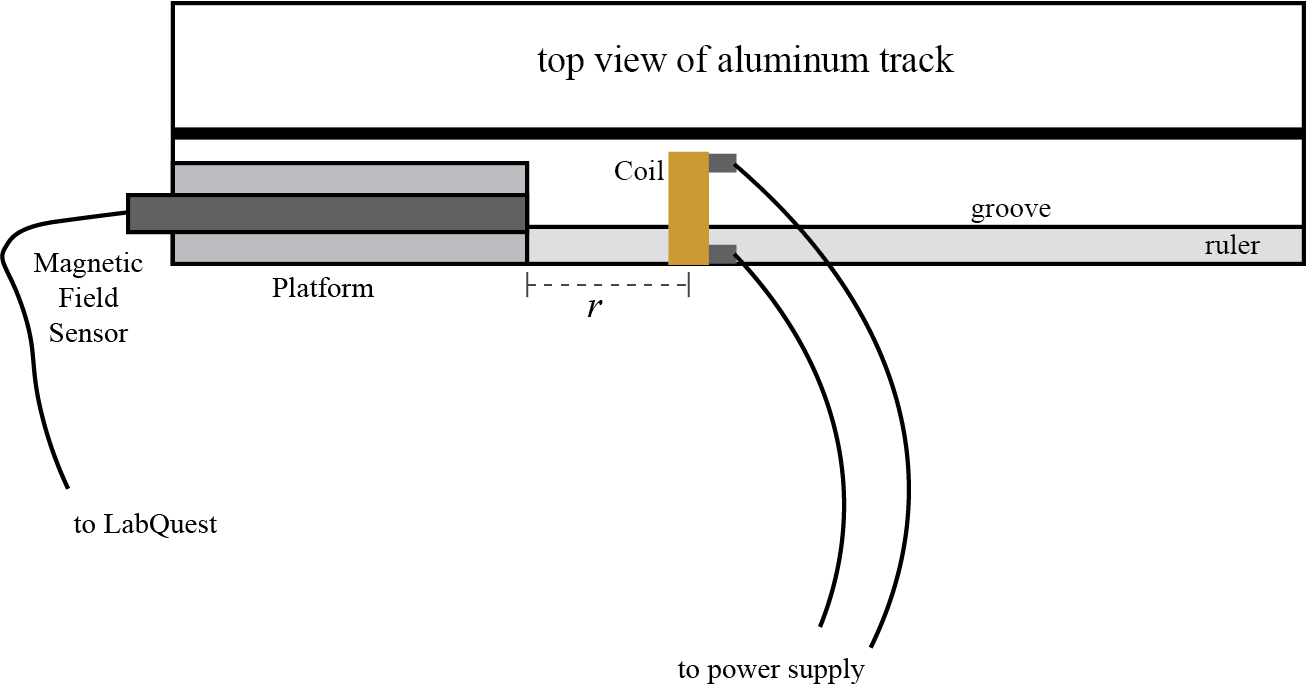 top view of aluminum track
Coil
groove
ruler
Magnetic
Field
Sensor
Platform
r
to LabQuest
to power supply